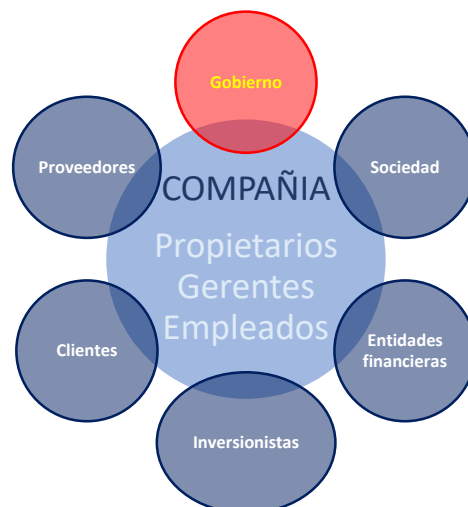 Gobierno
Proveedores
Sociedad
COMPAÑIA
Propietarios
Gerentes
Empleados
Clientes
Entidades
financieras
Inversionistas